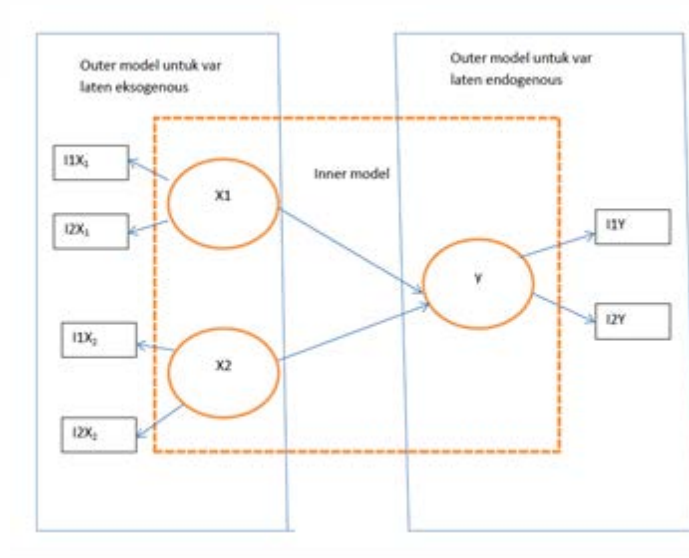 Outer model untuk var
laten eksogenous
Outer model untuk var
laten endogenous
Inner model
I1X₁
X1
I2X₁
I1Y
Y
I2Y
I1X₂
X2
I2X₂